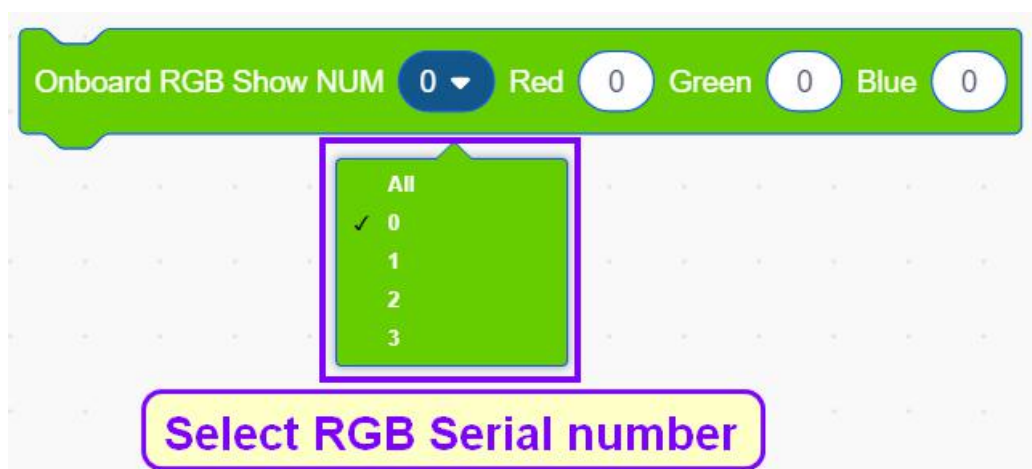 Onboard RGB Show NUM 0 Red 0 Green 0 Blue 0
All
✓ 0
1
2
3
Select RGB Serial number